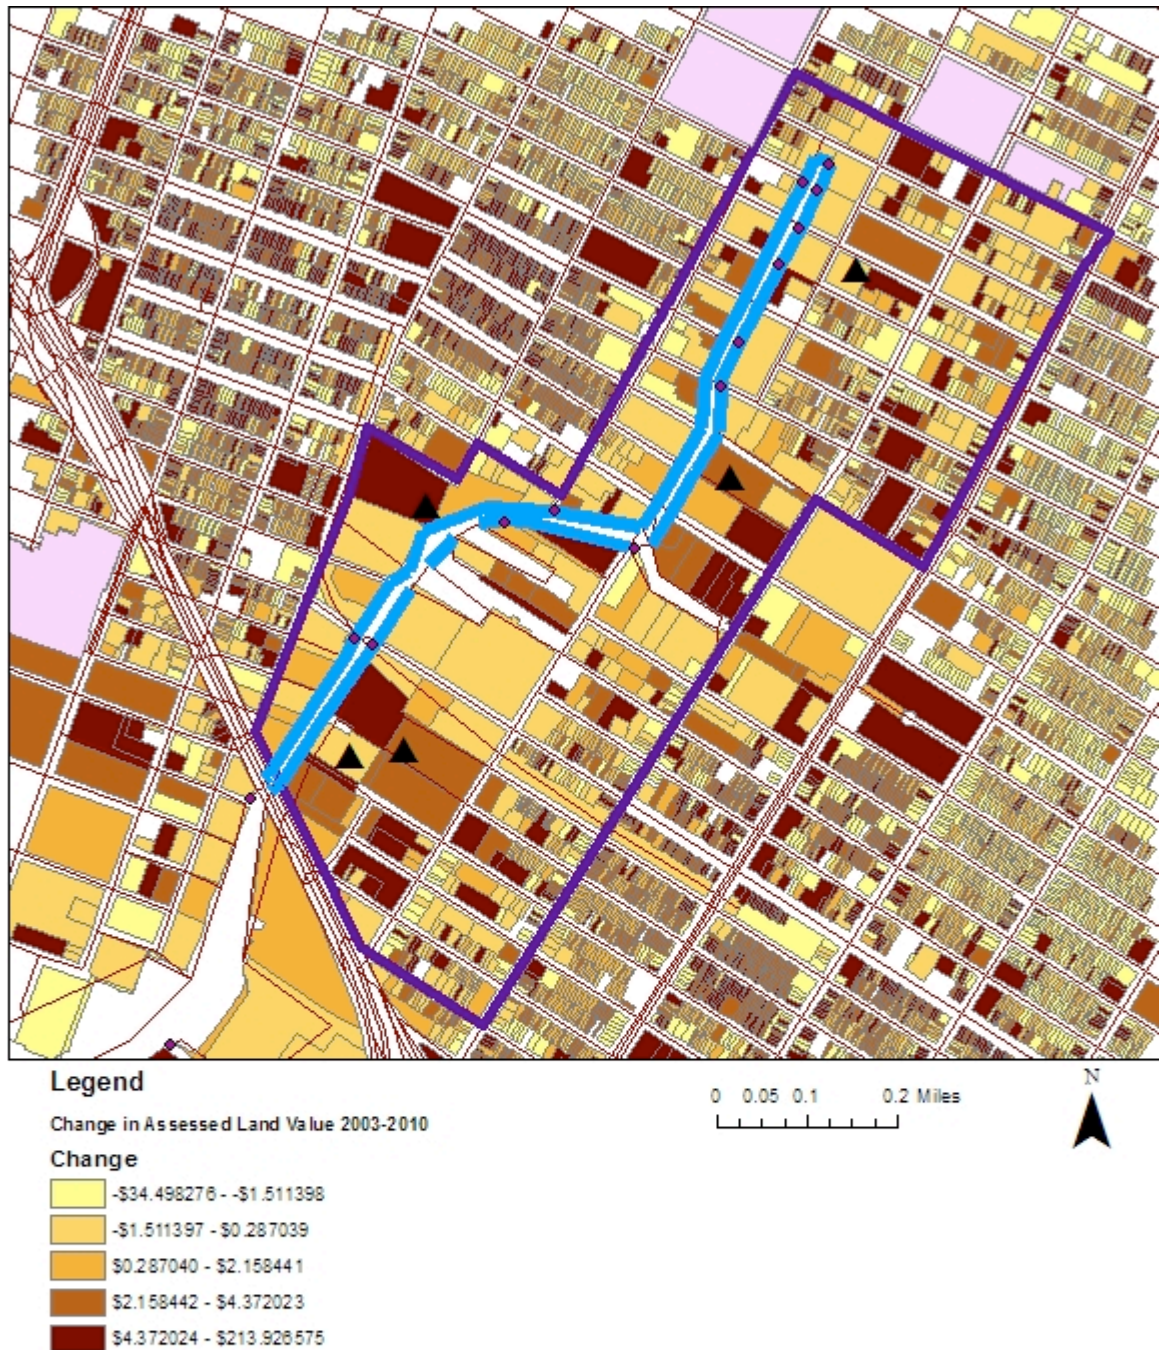 Legend
Change in Assessed Land Value 2003-2010
Change
-$34.498276 - -$1.511398
-$1.511397 - $0.287039
$0.287040 - $2.158441
$2.158442 - $4.372023
$4.372024 - $213.926575
0 0.05 0.1 0.2 Miles
N